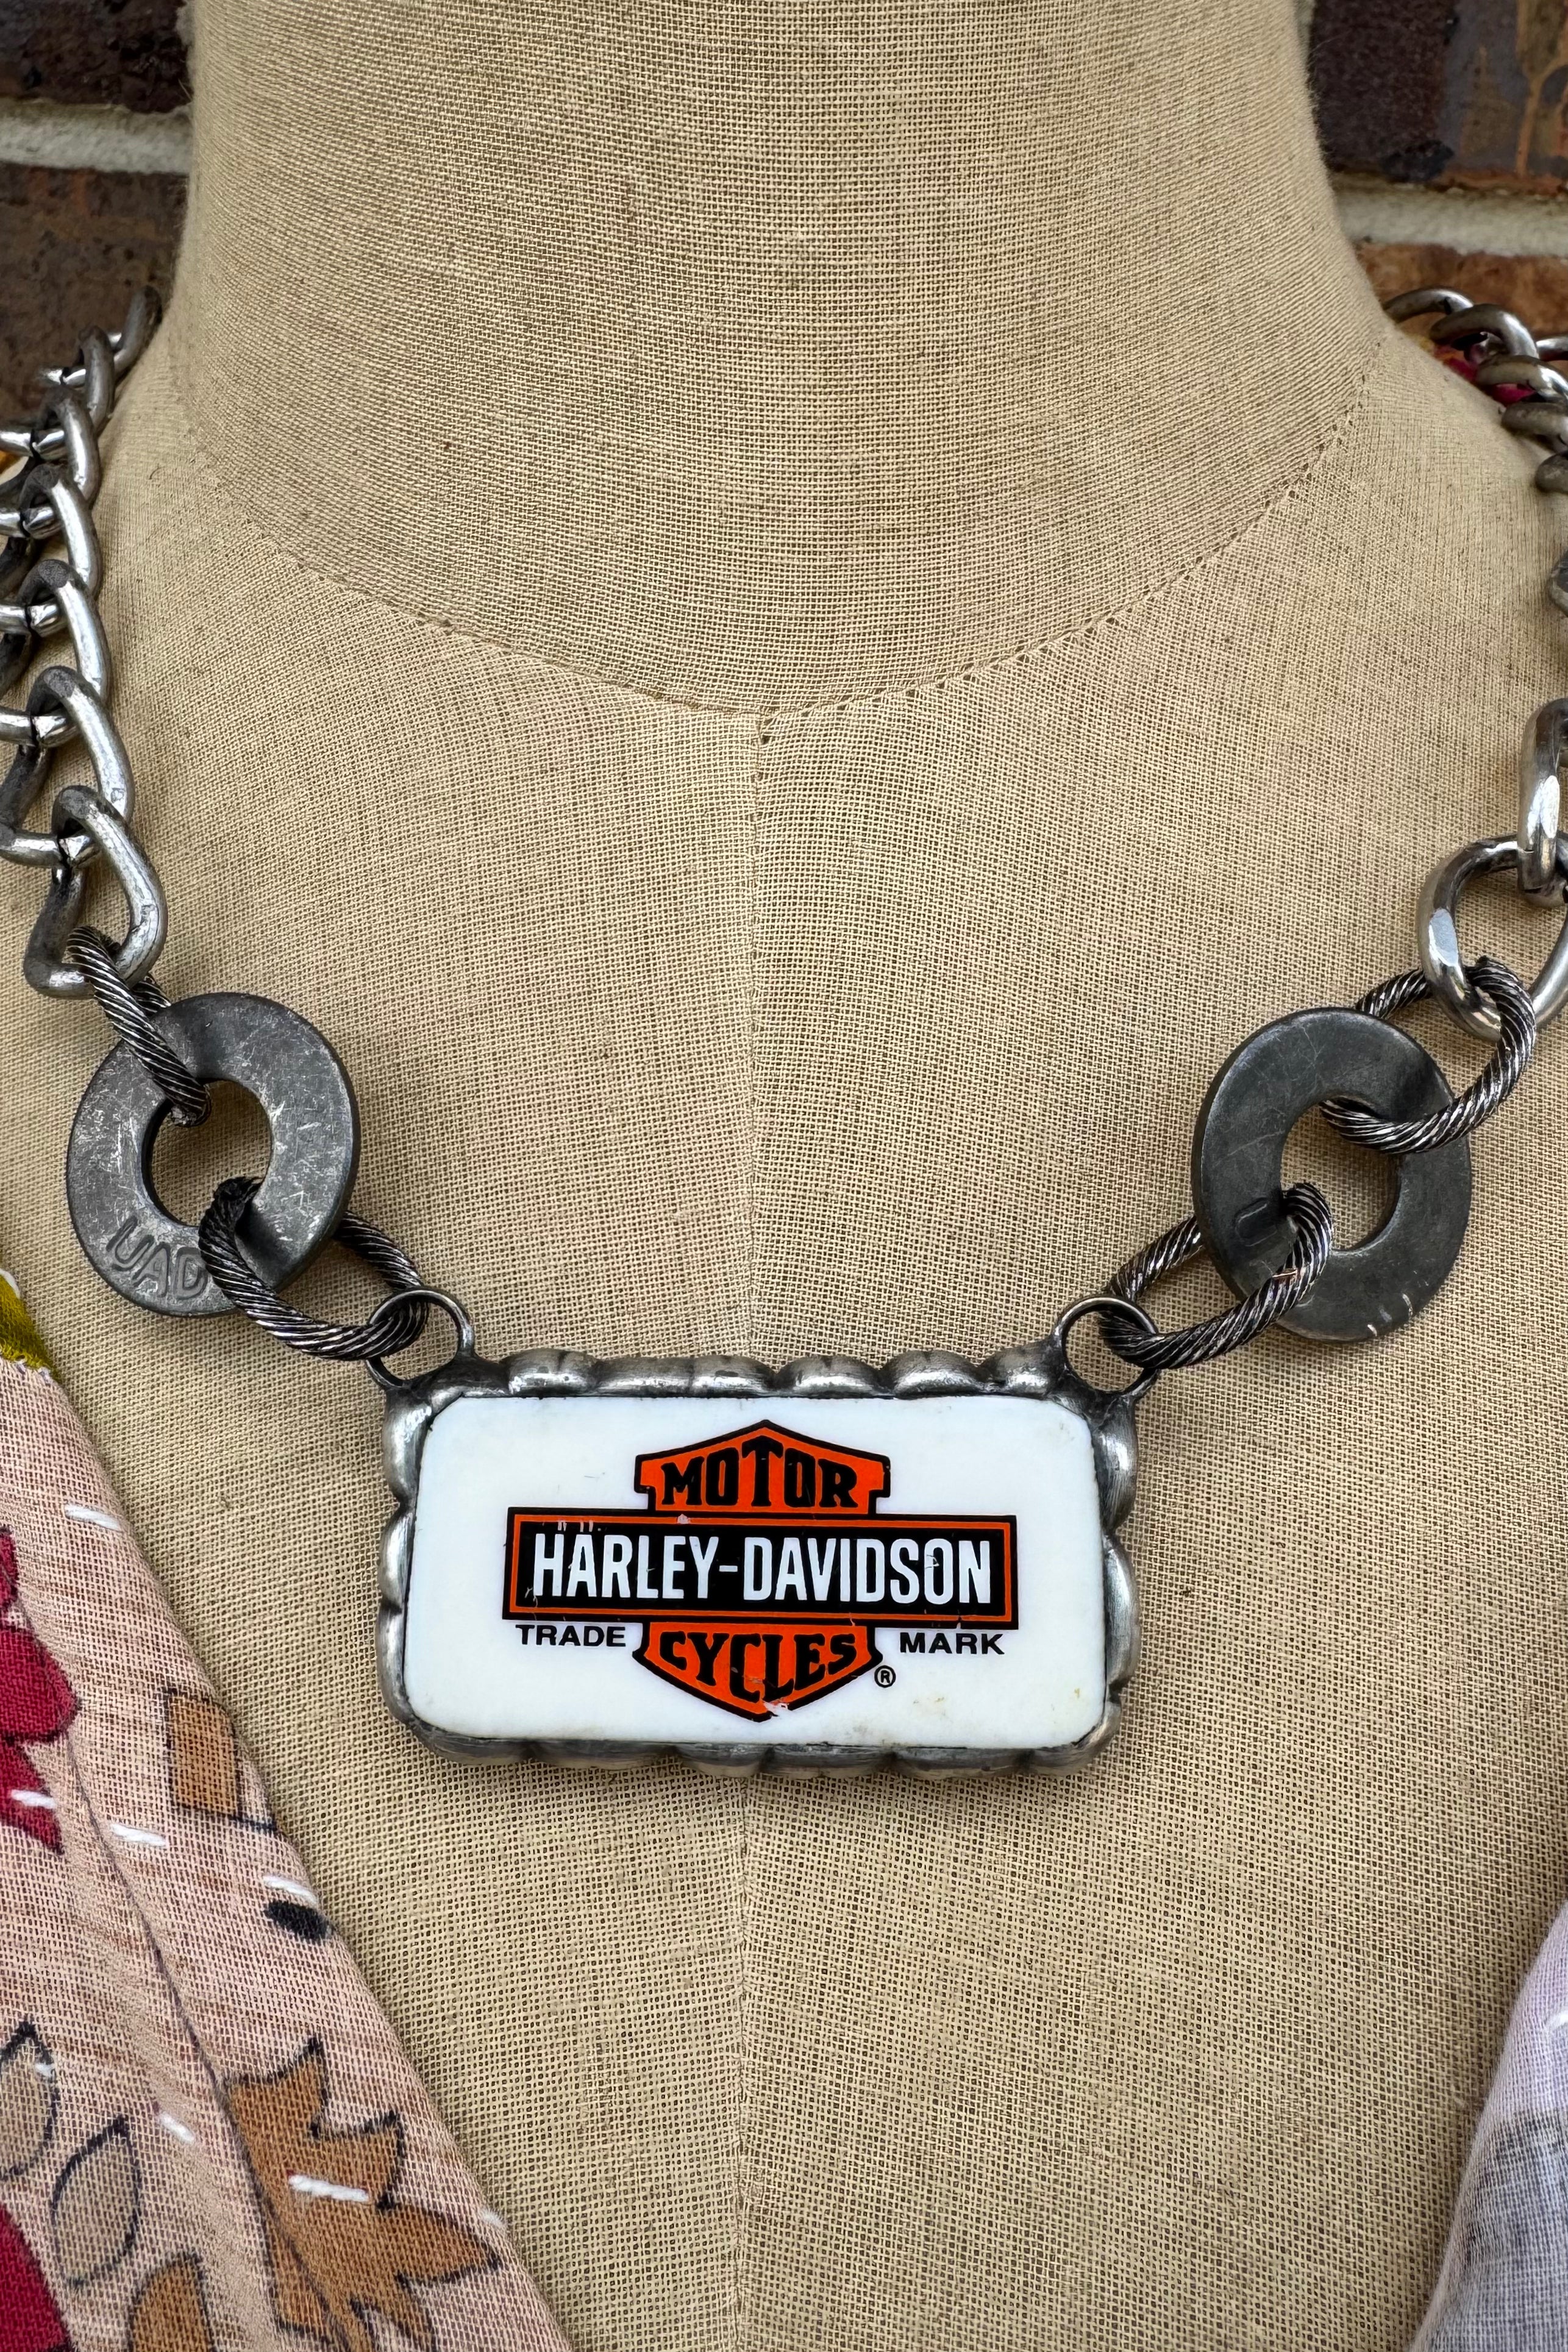 MOTOR
HARLEY-DAVIDSON
TRADE MARK
CYCLES
®